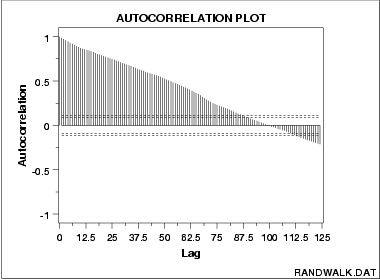 AUTOCORRELATION PLOT
1
0.5
0
-0.5
-1
Autocorrelation
0 12.5 25 37.5 50 62.5 75 87.5 100 112.5 125
Lag
RANDWALK.DAT